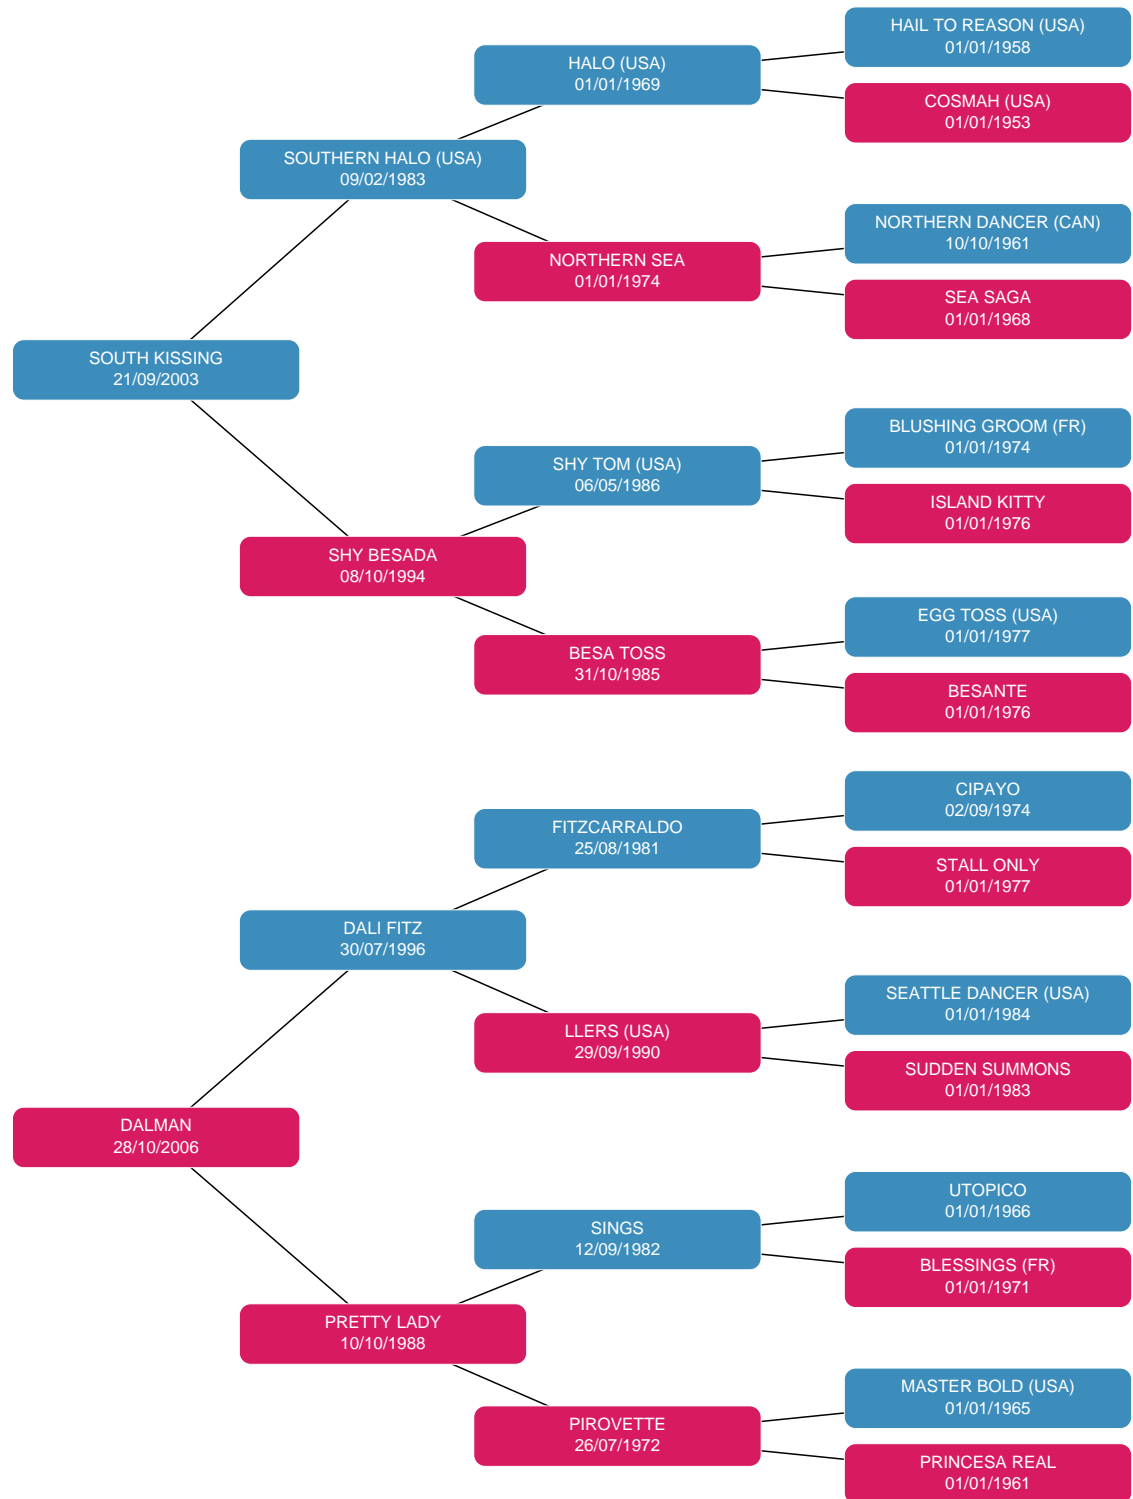 HAIL TO REASON (USA)
01/01/1958
HALO (USA)
01/01/1969
COSMAH (USA)
01/01/1953
SOUTHERN HALO (USA)
09/02/1983
NORTHERN DANCER (CAN)
10/10/1961
NORTHERN SEA
01/01/1974
SEA SAGA
01/01/1968
SOUTH KISSING
21/09/2003
BLUSHING GROOM (FR)
01/01/1974
SHY TOM (USA)
06/05/1986
ISLAND KITTY
01/01/1976
SHY BESADA
08/10/1994
EGG TOSS (USA)
01/01/1977
BESA TOSS
31/10/1985
BESANTE
01/01/1976
CIPAYO
02/09/1974
FITZCARRALDO
25/08/1981
STALL ONLY
01/01/1977
DALI FITZ
30/07/1996
SEATTLE DANCER (USA)
01/01/1984
LLERS (USA)
29/09/1990
SUDDEN SUMMONS
01/01/1983
DALMAN
28/10/2006
UTOPICO
01/01/1966
SINGS
12/09/1982
BLESSINGS (FR)
01/01/1971
PRETTY LADY
10/10/1988
MASTER BOLD (USA)
01/01/1965
PIROVETTE
26/07/1972
PRINCESA REAL
01/01/1961